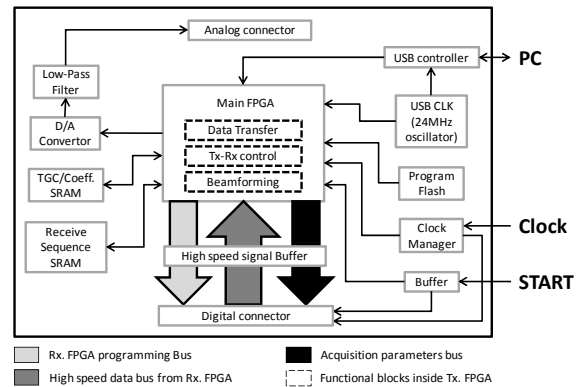 Analog connector
USB controller
PC
Low-Pass
Filter
Main FPGA
USB CLK
(24MHz
oscillator)
D/A
Convertor
Data Transfer
Tx-Rx control
Beamforming
TGC/Coeff.
SRAM
Program
Flash
Receive
Sequence
SRAM
Clock
Manager
Clock
High speed signal Buffer
Buffer
START
Digital connector
Rx. FPGA programming Bus
Acquisition parameters bus
High speed data bus from Rx. FPGA
Functional blocks inside Tx. FPGA